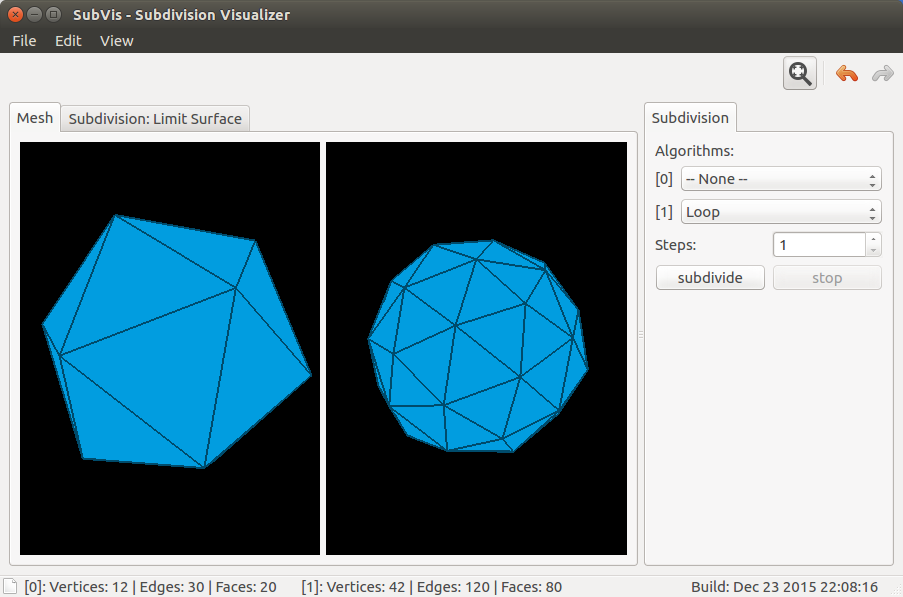 SubVis - Subdivision Visualizer
File Edit View
Mesh Subdivision: Limit Surface
Subdivision
Algorithms:
[0] -- None --
[1] Loop
Steps: 1
subdivide stop
[0]: Vertices: 12 | Edges: 30 | Faces: 20 [1]: Vertices: 42 | Edges: 120 | Faces: 80 Build: Dec 23 2015 22:08:16